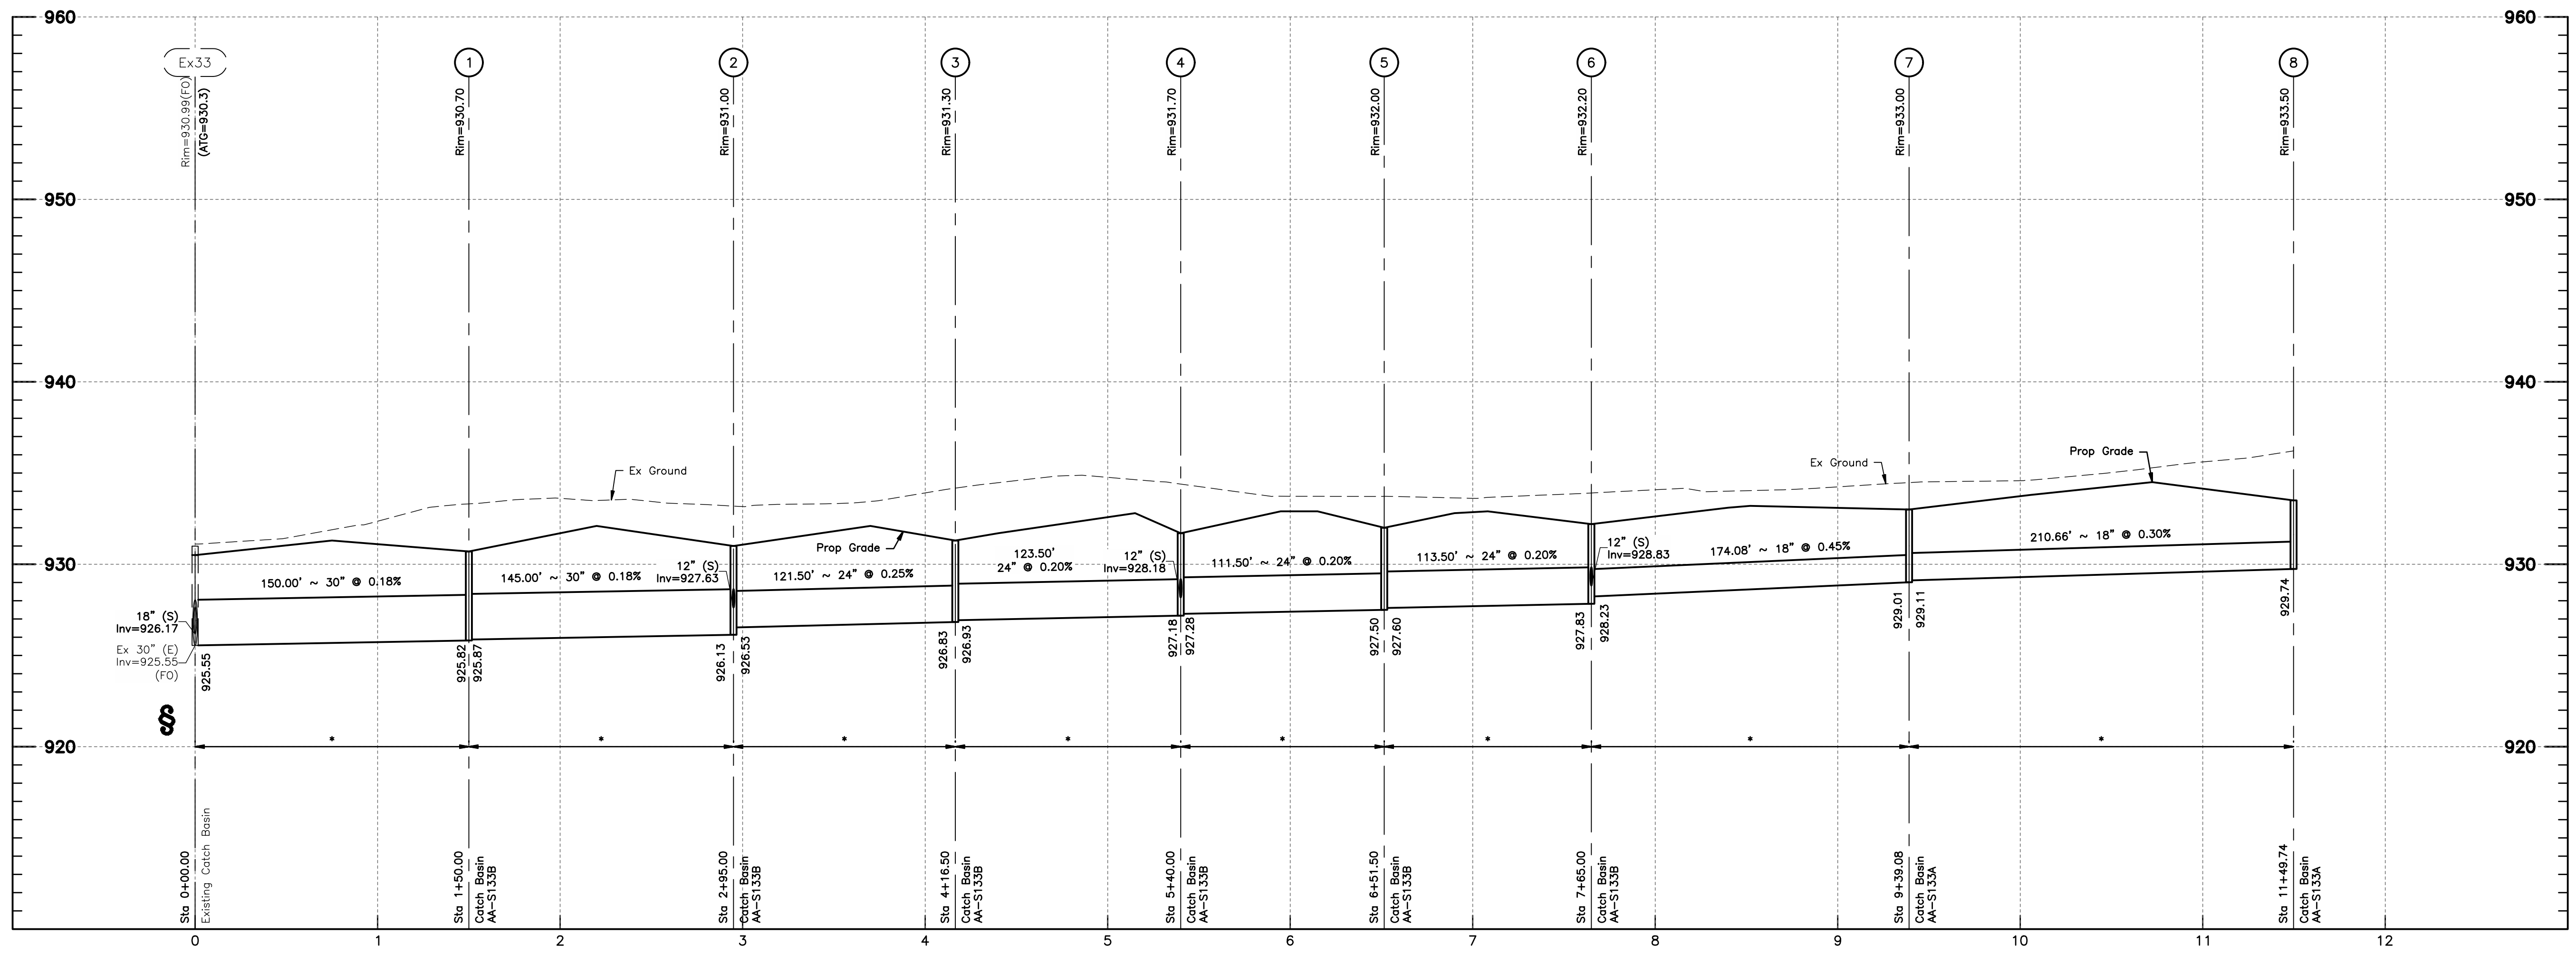 960
960
Ex33
1
2
3
4
5
6
7
8
Rim=930.99(FO)
(ATG=930.3)
Rim=930.70
Rim=931.00
Rim=931.30
Rim=931.70
Rim=932.00
Rim=932.20
Rim=933.00
Rim=933.50
950
950
940
940
Ex Ground
Ex Ground
Prop Grade
Prop Grade
930
930
150.00' ~ 30" @ 0.18%
145.00' ~ 30" @ 0.18%
12" (S)
Inv=927.63
121.50' ~ 24" @ 0.25%
123.50'
24" @ 0.20%
12" (S)
Inv=928.18
111.50' ~ 24" @ 0.20%
113.50' ~ 24" @ 0.20%
12" (S)
Inv=928.83
174.08' ~ 18" @ 0.45%
210.66' ~ 18" @ 0.30%
18" (S)
Inv=926.17
Ex 30" (E)
Inv=925.55
(FO)
925.55
925.82
925.87
926.13
926.53
926.83
926.93
927.18
927.28
927.50
927.60
927.83
928.23
929.01
929.11
929.74
§
920
* * * * * * * *
920
Sta 0+00.00
Existing Catch Basin
Sta 1+50.00
Catch Basin
AA-S133B
Sta 2+95.00
Catch Basin
AA-S133B
Sta 4+16.50
Catch Basin
AA-S133B
Sta 5+40.00
Catch Basin
AA-S133B
Sta 6+51.50
Catch Basin
AA-S133B
Sta 7+65.00
Catch Basin
AA-S133B
Sta 9+39.08
Catch Basin
AA-S133A
Sta 11+49.74
Catch Basin
AA-S133A
0 1 2 3 4 5 6 7 8 9 10 11 12